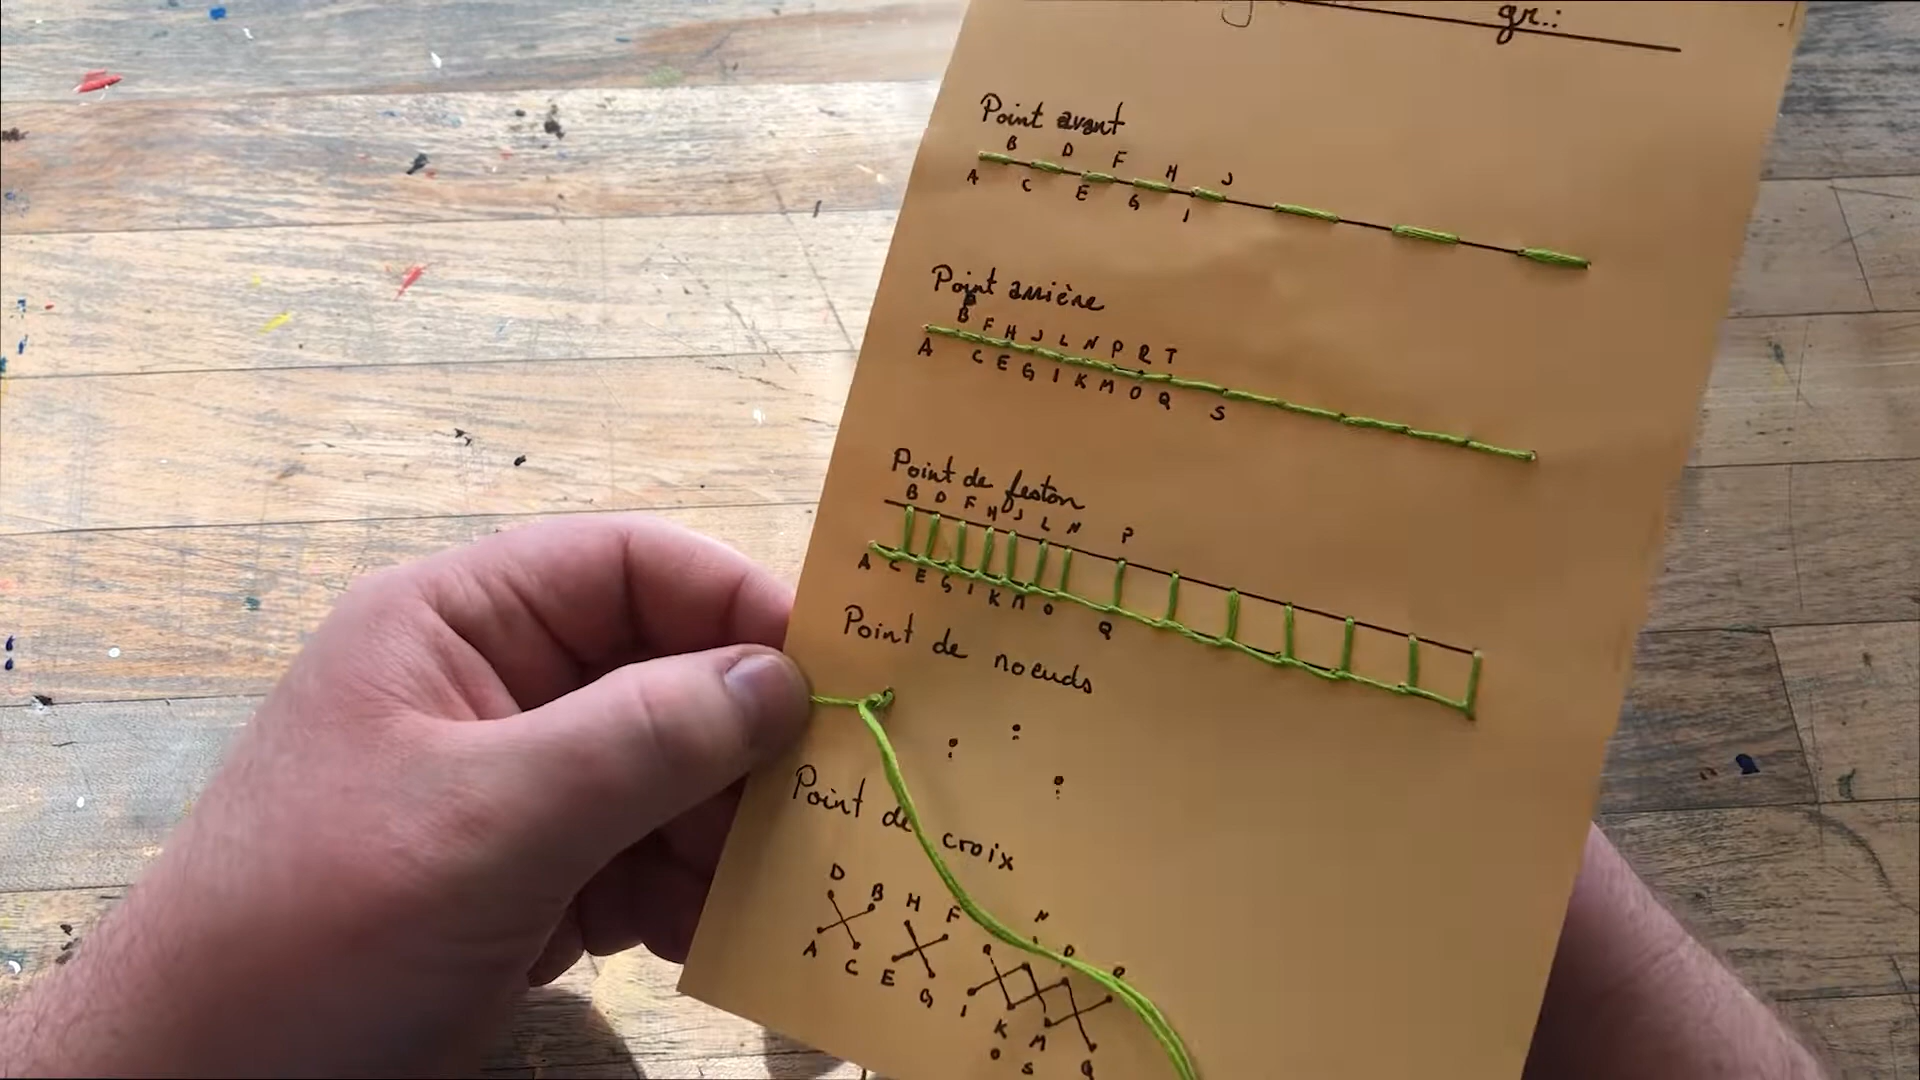 gr.:
Point avant
B D F H J
A C E G I
Point arrière
B F H J L N P R T
A C E G I K M O Q S
Point de feston
B D F H J L N P
A C E G I K M O Q
Point de noeuds
Point de croix
D B H F N
A C E G I K M
O S Q